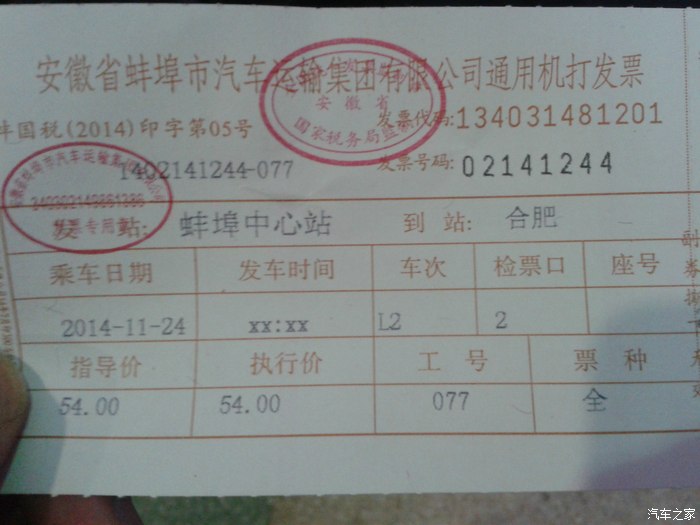 安徽省蚌埠市汽车运输集团有限公司通用机打发票
安徽省
国家税务局监制
国税(2014)印字第05号
发票代码:134031481201
1402141244-077
发票号码:02141244
发 站: 蚌埠中心站 到 站: 合肥
乘车日期 发车时间 车次 检票口 座号
2014-11-24 xx:xx L2 2
指导价 执行价 工 号 票 种
54.00 54.00 077 全
汽车之家